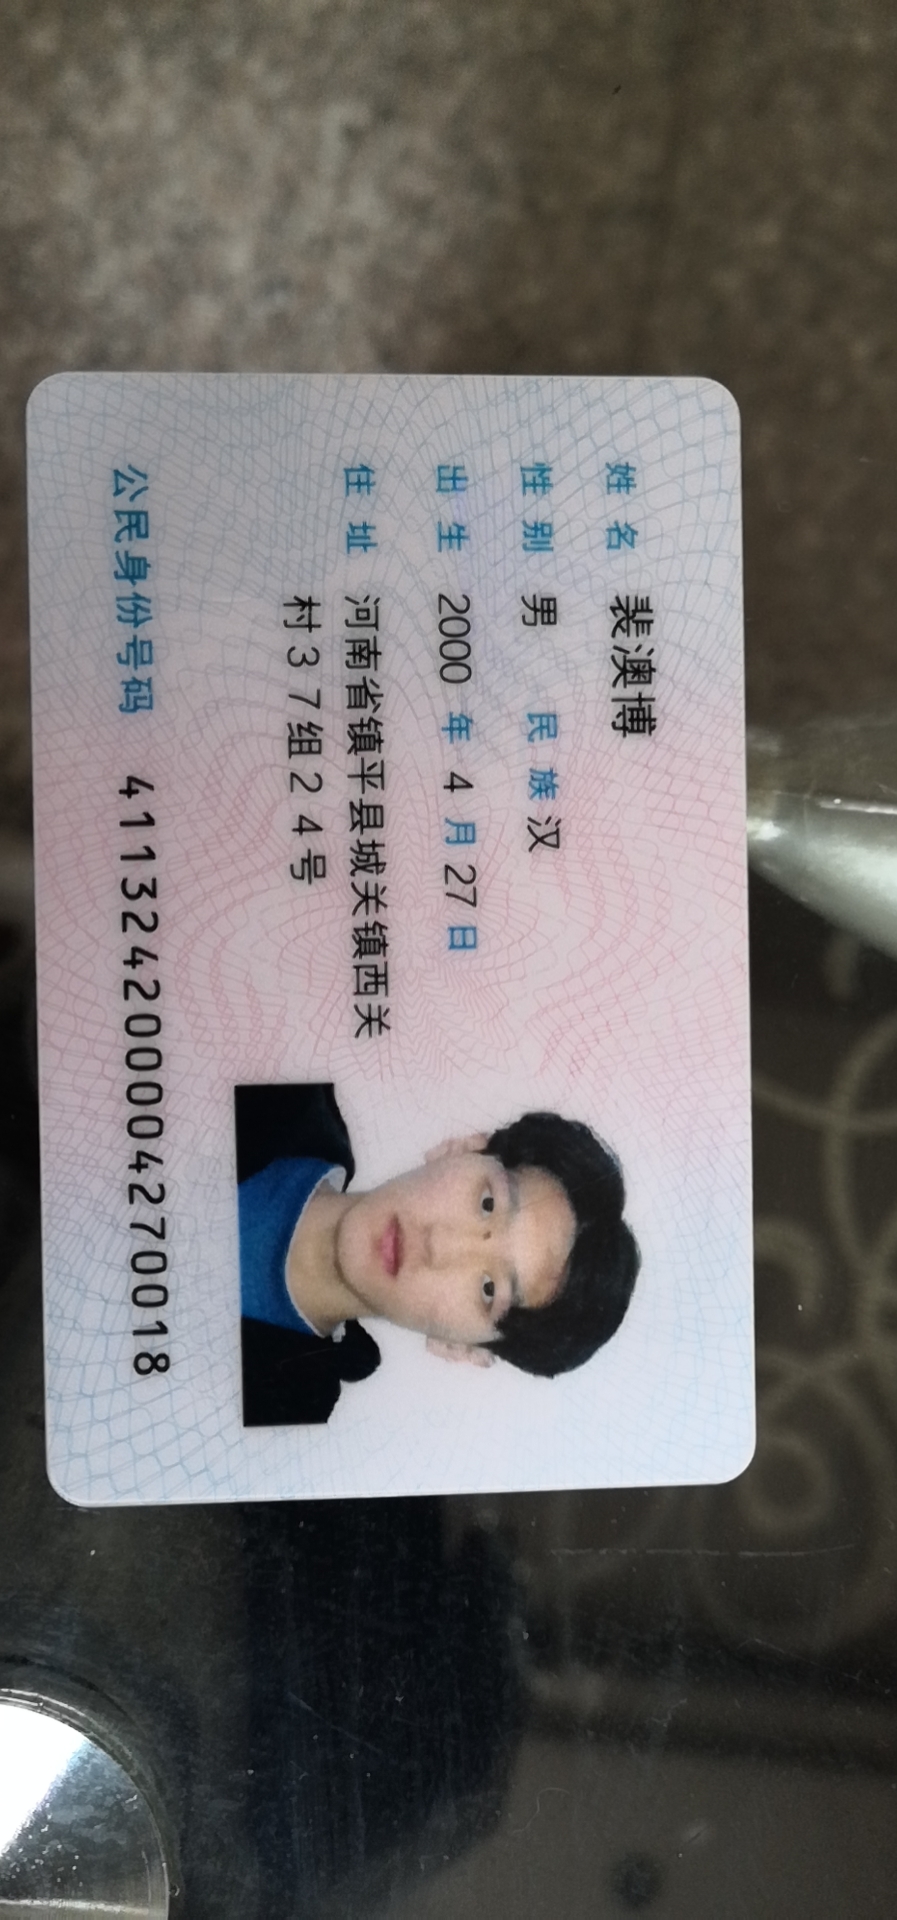 姓名 裴澳博
性别 男 民族 汉
出生 2000 年 4 月 27 日
住址 河南省镇平县城关镇西关
村37组24号
公民身份号码 411324200004270018